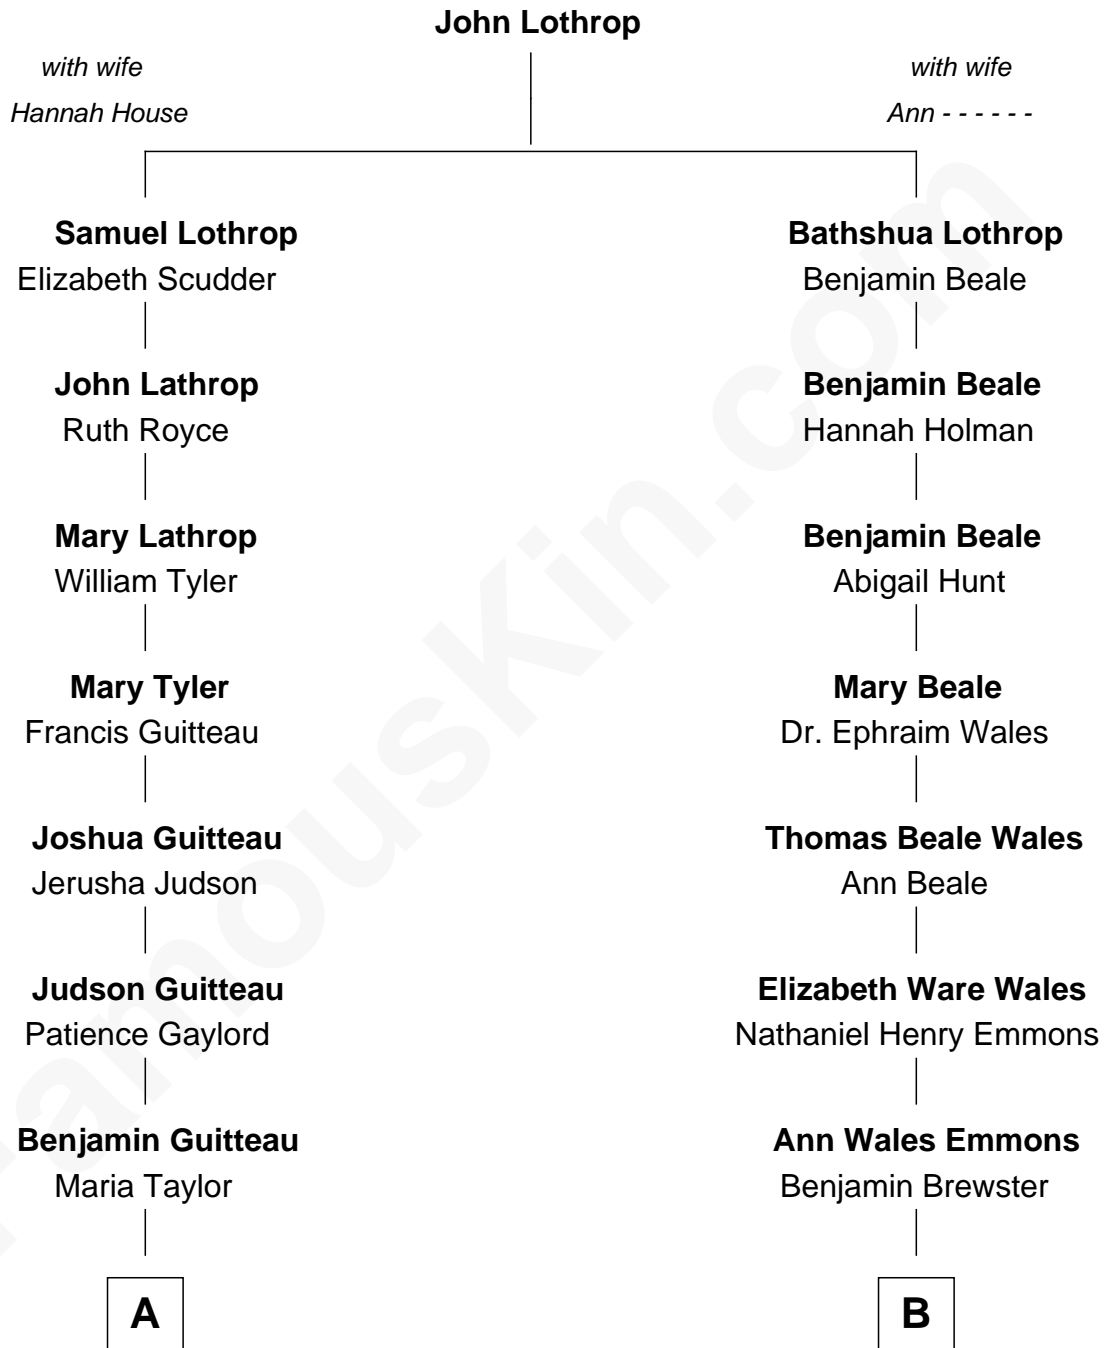 John Lothrop
with wife
Hannah House
with wife
Ann - - - - - -
Samuel Lothrop
Elizabeth Scudder
Bathshua Lothrop
Benjamin Beale
John Lathrop
Ruth Royce
Benjamin Beale
Hannah Holman
Mary Lathrop
William Tyler
Benjamin Beale
Abigail Hunt
Mary Tyler
Francis Guitteau
Mary Beale
Dr. Ephraim Wales
Joshua Guitteau
Jerusha Judson
Thomas Beale Wales
Ann Beale
Judson Guitteau
Patience Gaylord
Elizabeth Ware Wales
Nathaniel Henry Emmons
Benjamin Guitteau
Maria Taylor
Ann Wales Emmons
Benjamin Brewster
A
B
FamousKin.com